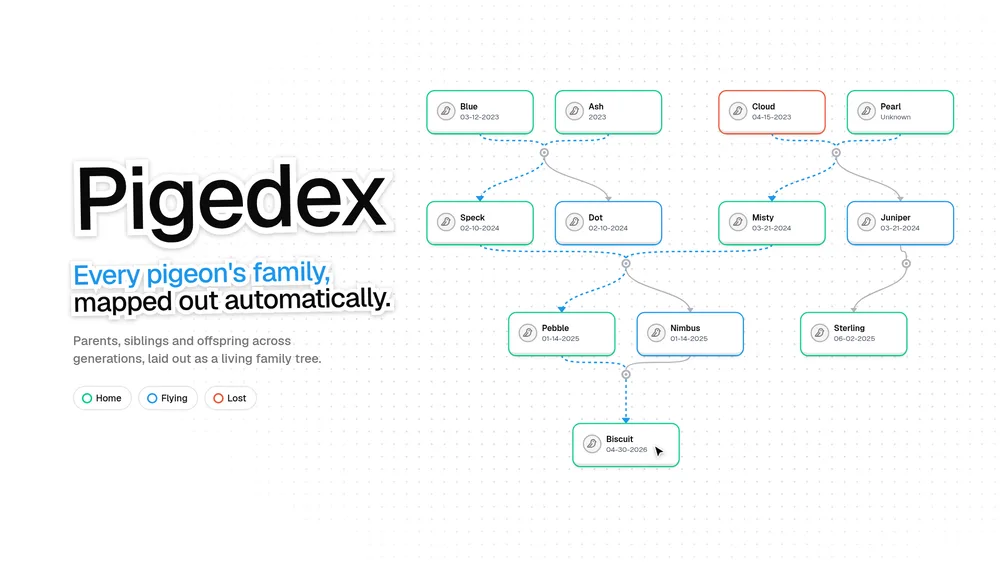 Pigedex
Every pigeon's family,
mapped out automatically.
Parents, siblings and offspring across
generations, laid out as a living family tree.
Home
Flying
Lost
Blue
03-12-2023
Ash
2023
Cloud
04-15-2023
Pearl
Unknown
Speck
02-10-2024
Dot
02-10-2024
Misty
03-21-2024
Juniper
03-21-2024
Pebble
01-14-2025
Nimbus
01-14-2025
Sterling
06-02-2025
Biscuit
04-30-2026